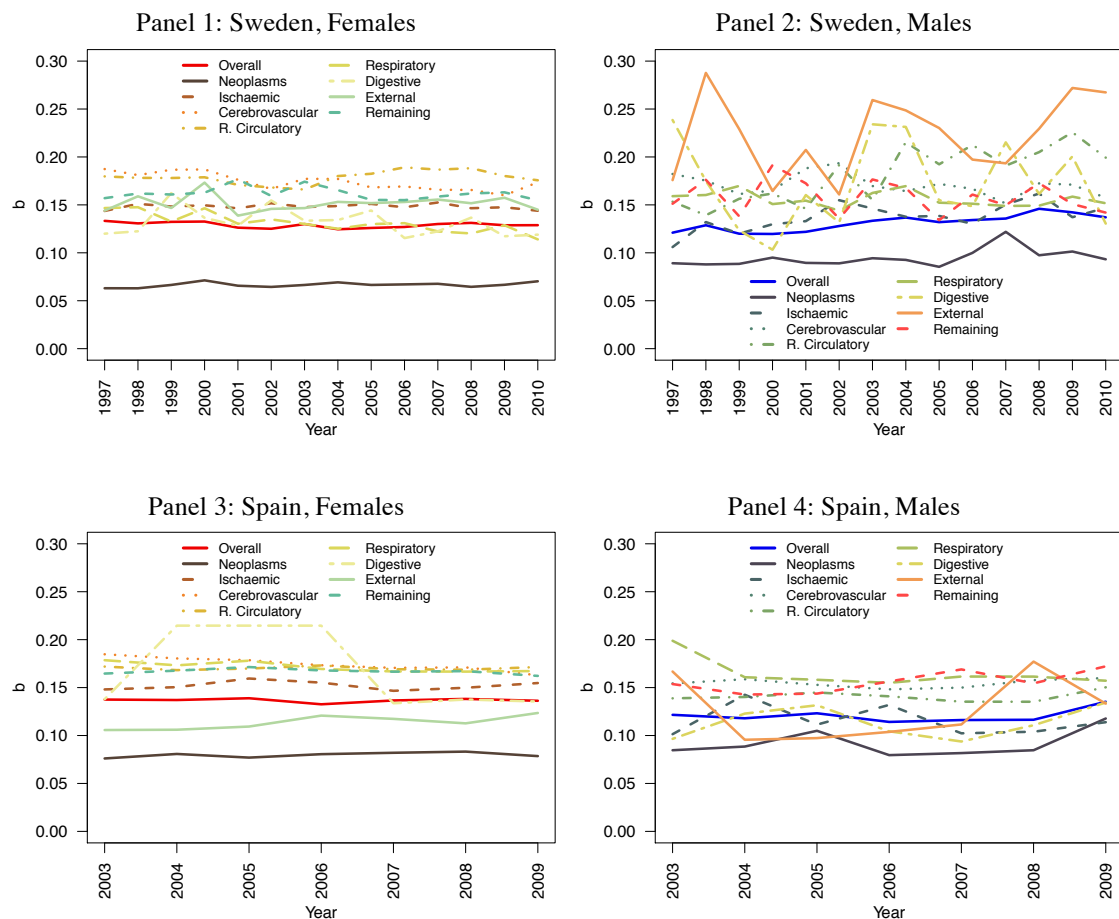 Panel 1: Sweden, Females
0.30
0.25
0.20
0.15
0.10
0.05
0.00
b
Overall
Neoplasms
Ischaemic
Cerebrovascular
R. Circulatory
Respiratory
Digestive
External
Remaining
1997
1998
1999
2000
2001
2002
2003
2004
2005
2006
2007
2008
2009
2010
Year
Panel 2: Sweden, Males
0.30
0.25
0.20
0.15
0.10
0.05
0.00
b
Overall
Neoplasms
Ischaemic
Cerebrovascular
R. Circulatory
Respiratory
Digestive
External
Remaining
1997
1998
1999
2000
2001
2002
2003
2004
2005
2006
2007
2008
2009
2010
Year
Panel 3: Spain, Females
0.30
0.25
0.20
0.15
0.10
0.05
0.00
b
Overall
Neoplasms
Ischaemic
Cerebrovascular
R. Circulatory
Respiratory
Digestive
External
Remaining
2003
2004
2005
2006
2007
2008
2009
Year
Panel 4: Spain, Males
0.30
0.25
0.20
0.15
0.10
0.05
0.00
b
Overall
Neoplasms
Ischaemic
Cerebrovascular
R. Circulatory
Respiratory
Digestive
External
Remaining
2003
2004
2005
2006
2007
2008
2009
Year